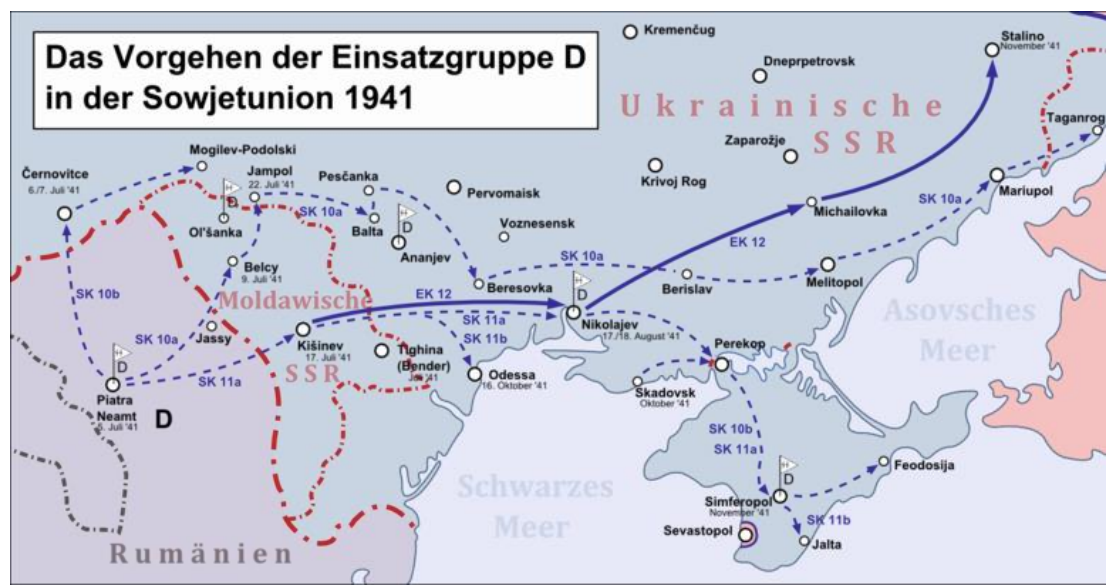 Das Vorgehen der Einsatzgruppe D
in der Sowjetunion 1941
Kremenčug
Stalino
November '41
Dneprpetrovsk
Ukrainische
SSR
Taganrog
Mogilev-Podolski
Černovitce
6./7. Juli '41
Jampol
22. Juli '41
Pesčanka
Pervomaisk
Zaparožje
Krivoj Rog
Mariupol
D
SK 10a
Ol'šanka
Balta
D
Ananjev
Voznesensk
Michailovka
SK 10a
EK 12
Belcy
9. Juli '41
SK 10a
Beresovka
Berislav
Melitopol
SK 10b
Moldawische
EK 12
D
SK 10a
Jassy
SK 11a
Nikolajev
17./18. August '41
Asovsches
Meer
Kišinev
17. Juli '41
SK 11b
Perekop
D
SK 11a
SSR
Tighina
(Bender)
Juli '41
Odessa
16. Oktober '41
Skadovsk
Oktober '41
Piatra
Neamt
5. Juli '41
D
SK 10b
SK 11a
Feodosija
D
Schwarzes
Meer
Simferopol
November '41
SK 11b
Sevastopol
Jalta
Rumänien